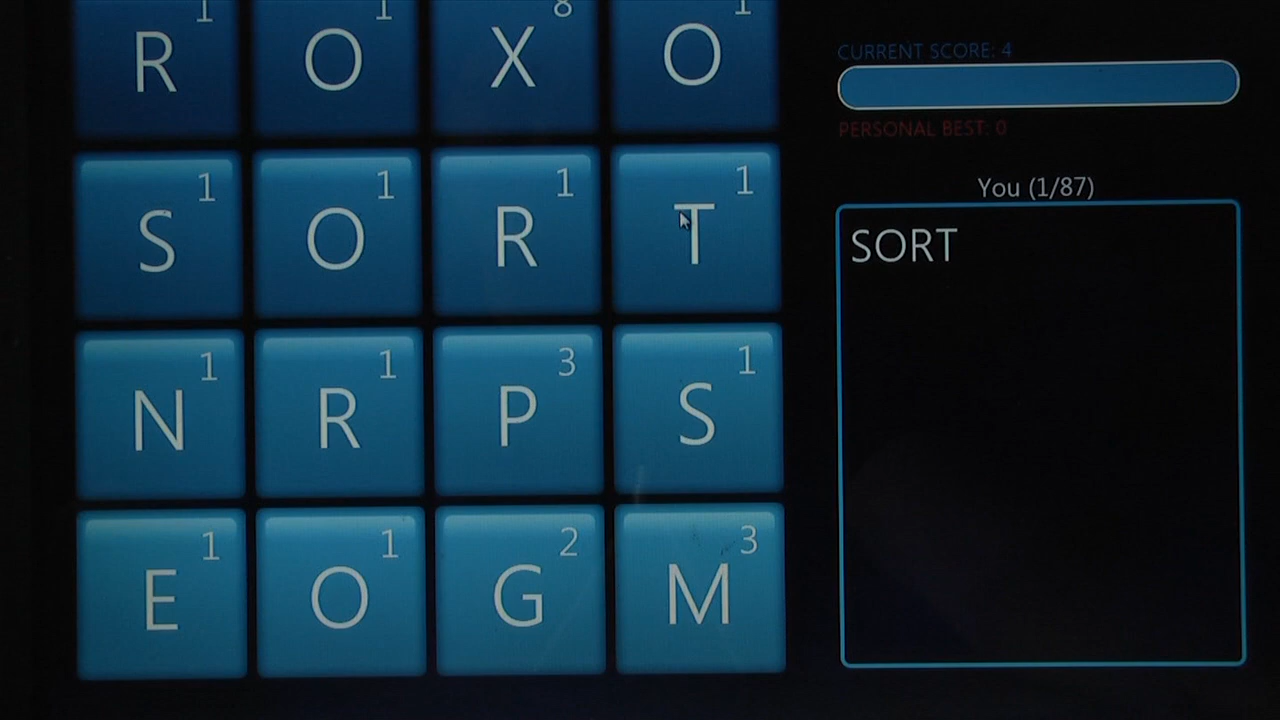 1 1 8 1
R O X O
CURRENT SCORE: 4
PERSONAL BEST: 0
1 1 1 1
S O R T
You (1/87)
SORT
1 1 3 1
N R P S
1 1 2 3
E O G M